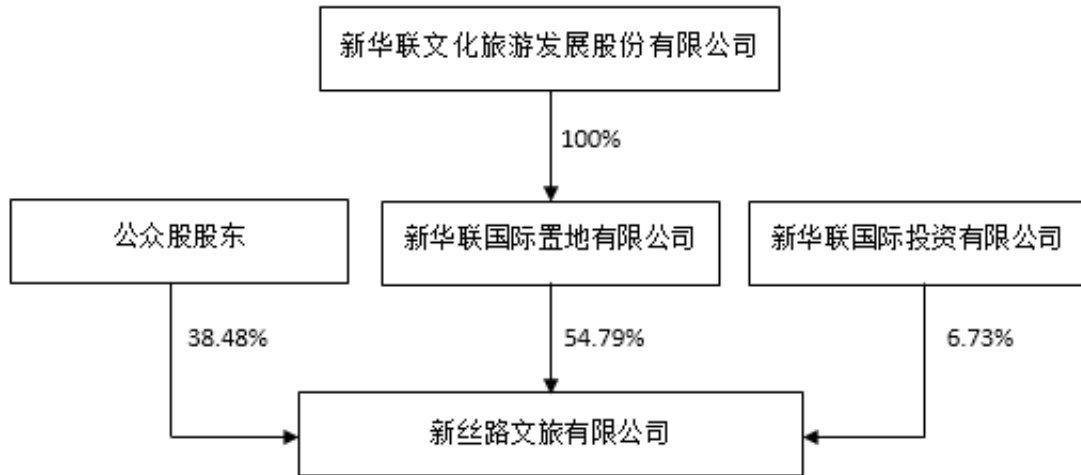 新华联文化旅游发展股份有限公司
100%
公众股股东
新华联国际置地有限公司
新华联国际投资有限公司
38.48%
54.79%
6.73%
新丝路文旅有限公司